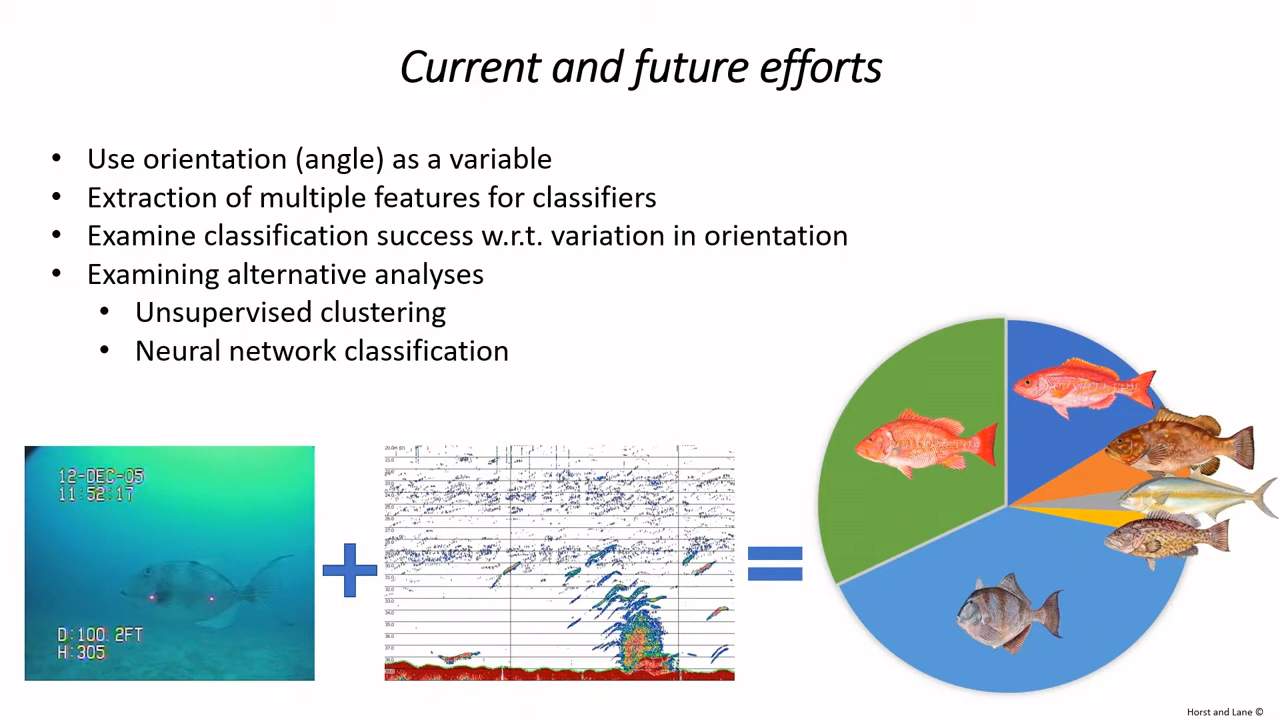 Current and future efforts
• Use orientation (angle) as a variable
• Extraction of multiple features for classifiers
• Examine classification success w.r.t. variation in orientation
• Examining alternative analyses
• Unsupervised clustering
• Neural network classification
12-DEC-05
11:52:17
D:100.2FT
H:305
Horst and Lane ©